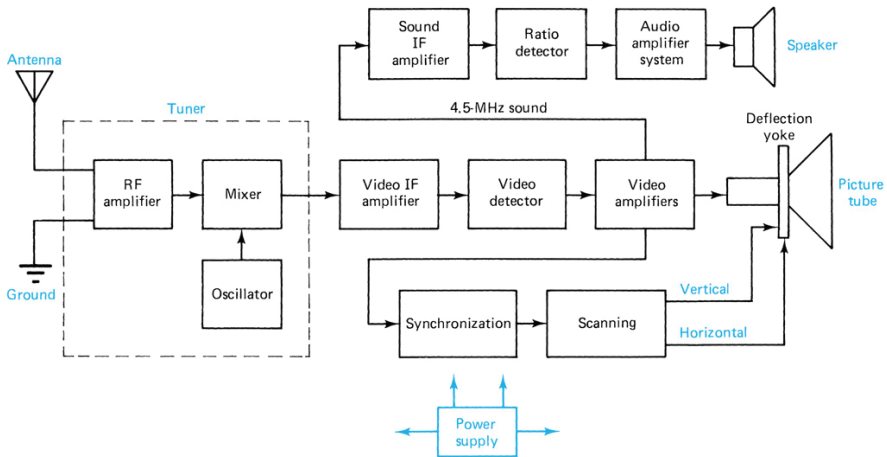 Sound
IF
amplifier
Ratio
detector
Audio
amplifier
system
Speaker
Antenna
Tuner
4.5-MHz sound
Deflection
yoke
RF
amplifier
Mixer
Video IF
amplifier
Video
detector
Video
amplifiers
Picture
tube
Ground
Oscillator
Synchronization
Scanning
Vertical
Horizontal
Power
supply